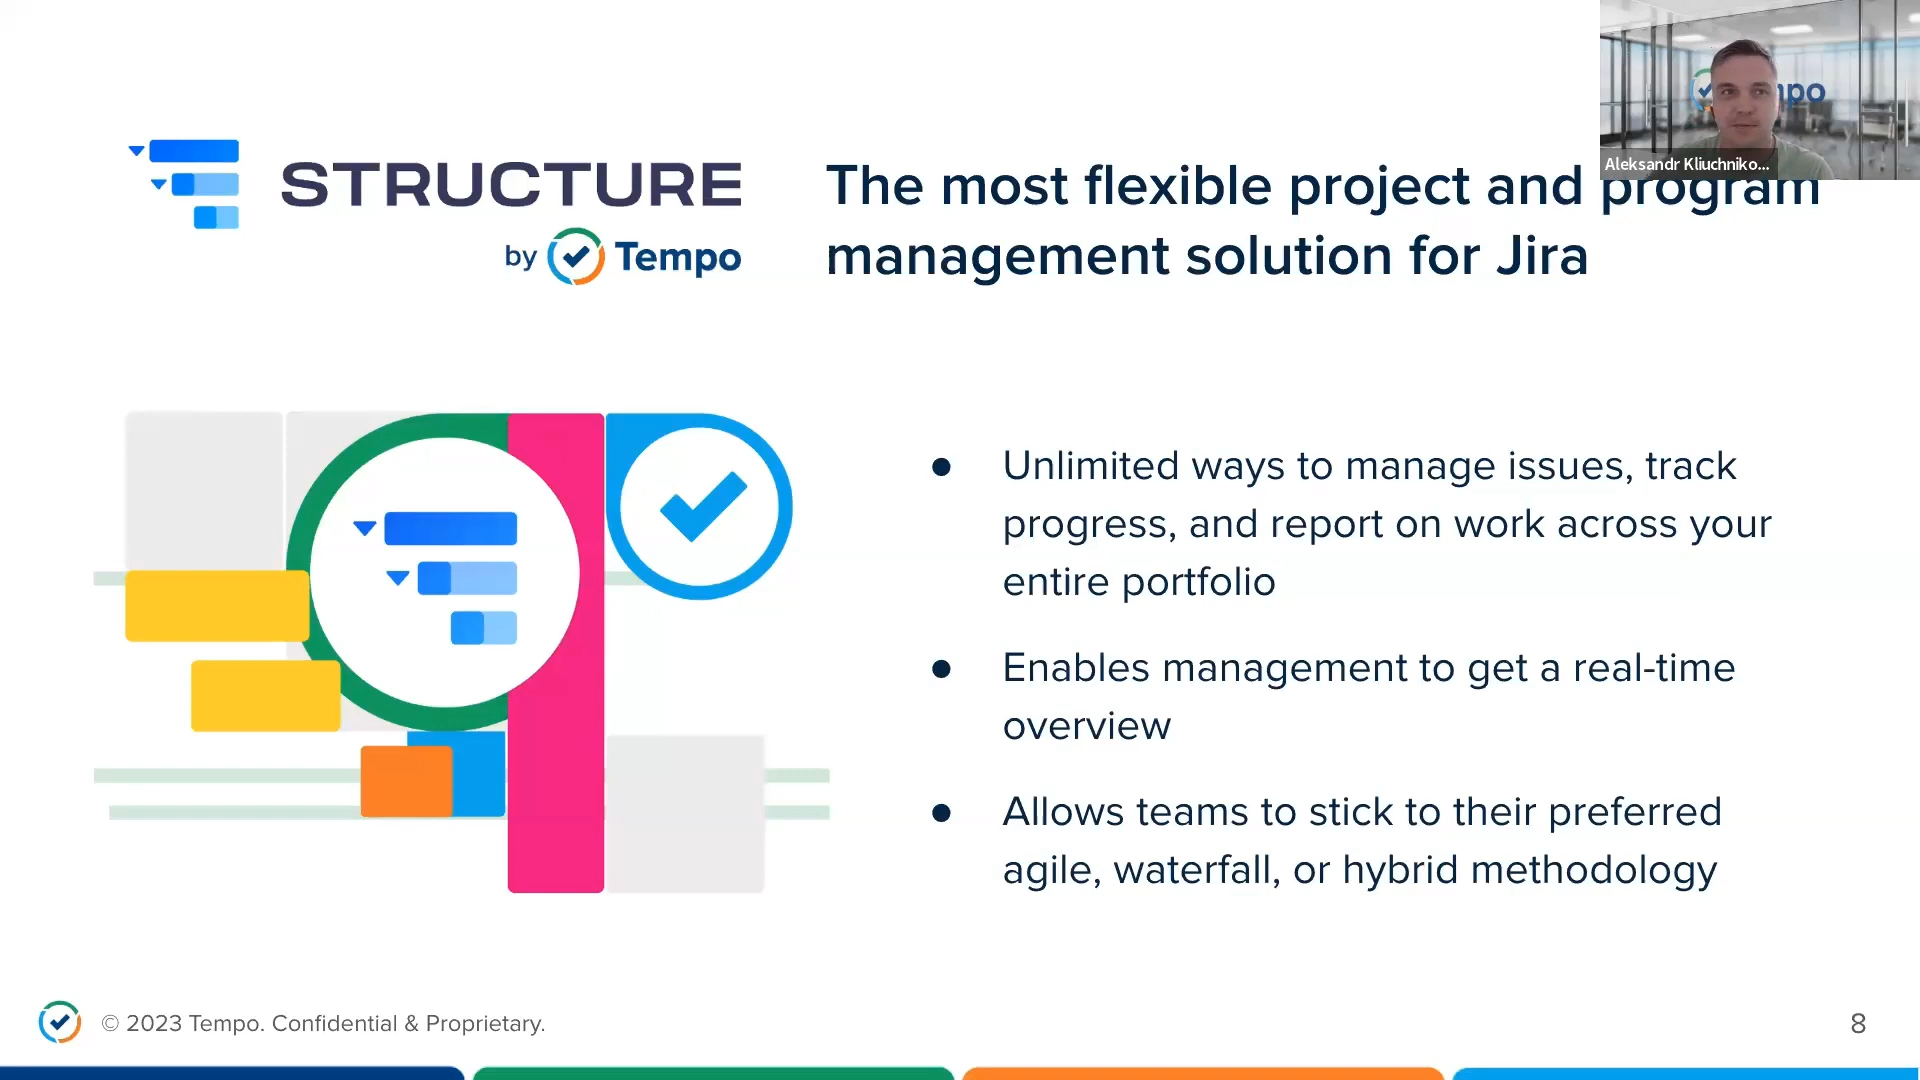 STRUCTURE
by Tempo
The most flexible project and program
management solution for Jira
Aleksandr Kliuchniko...
● Unlimited ways to manage issues, track
progress, and report on work across your
entire portfolio
● Enables management to get a real-time
overview
● Allows teams to stick to their preferred
agile, waterfall, or hybrid methodology
© 2023 Tempo. Confidential & Proprietary.
8